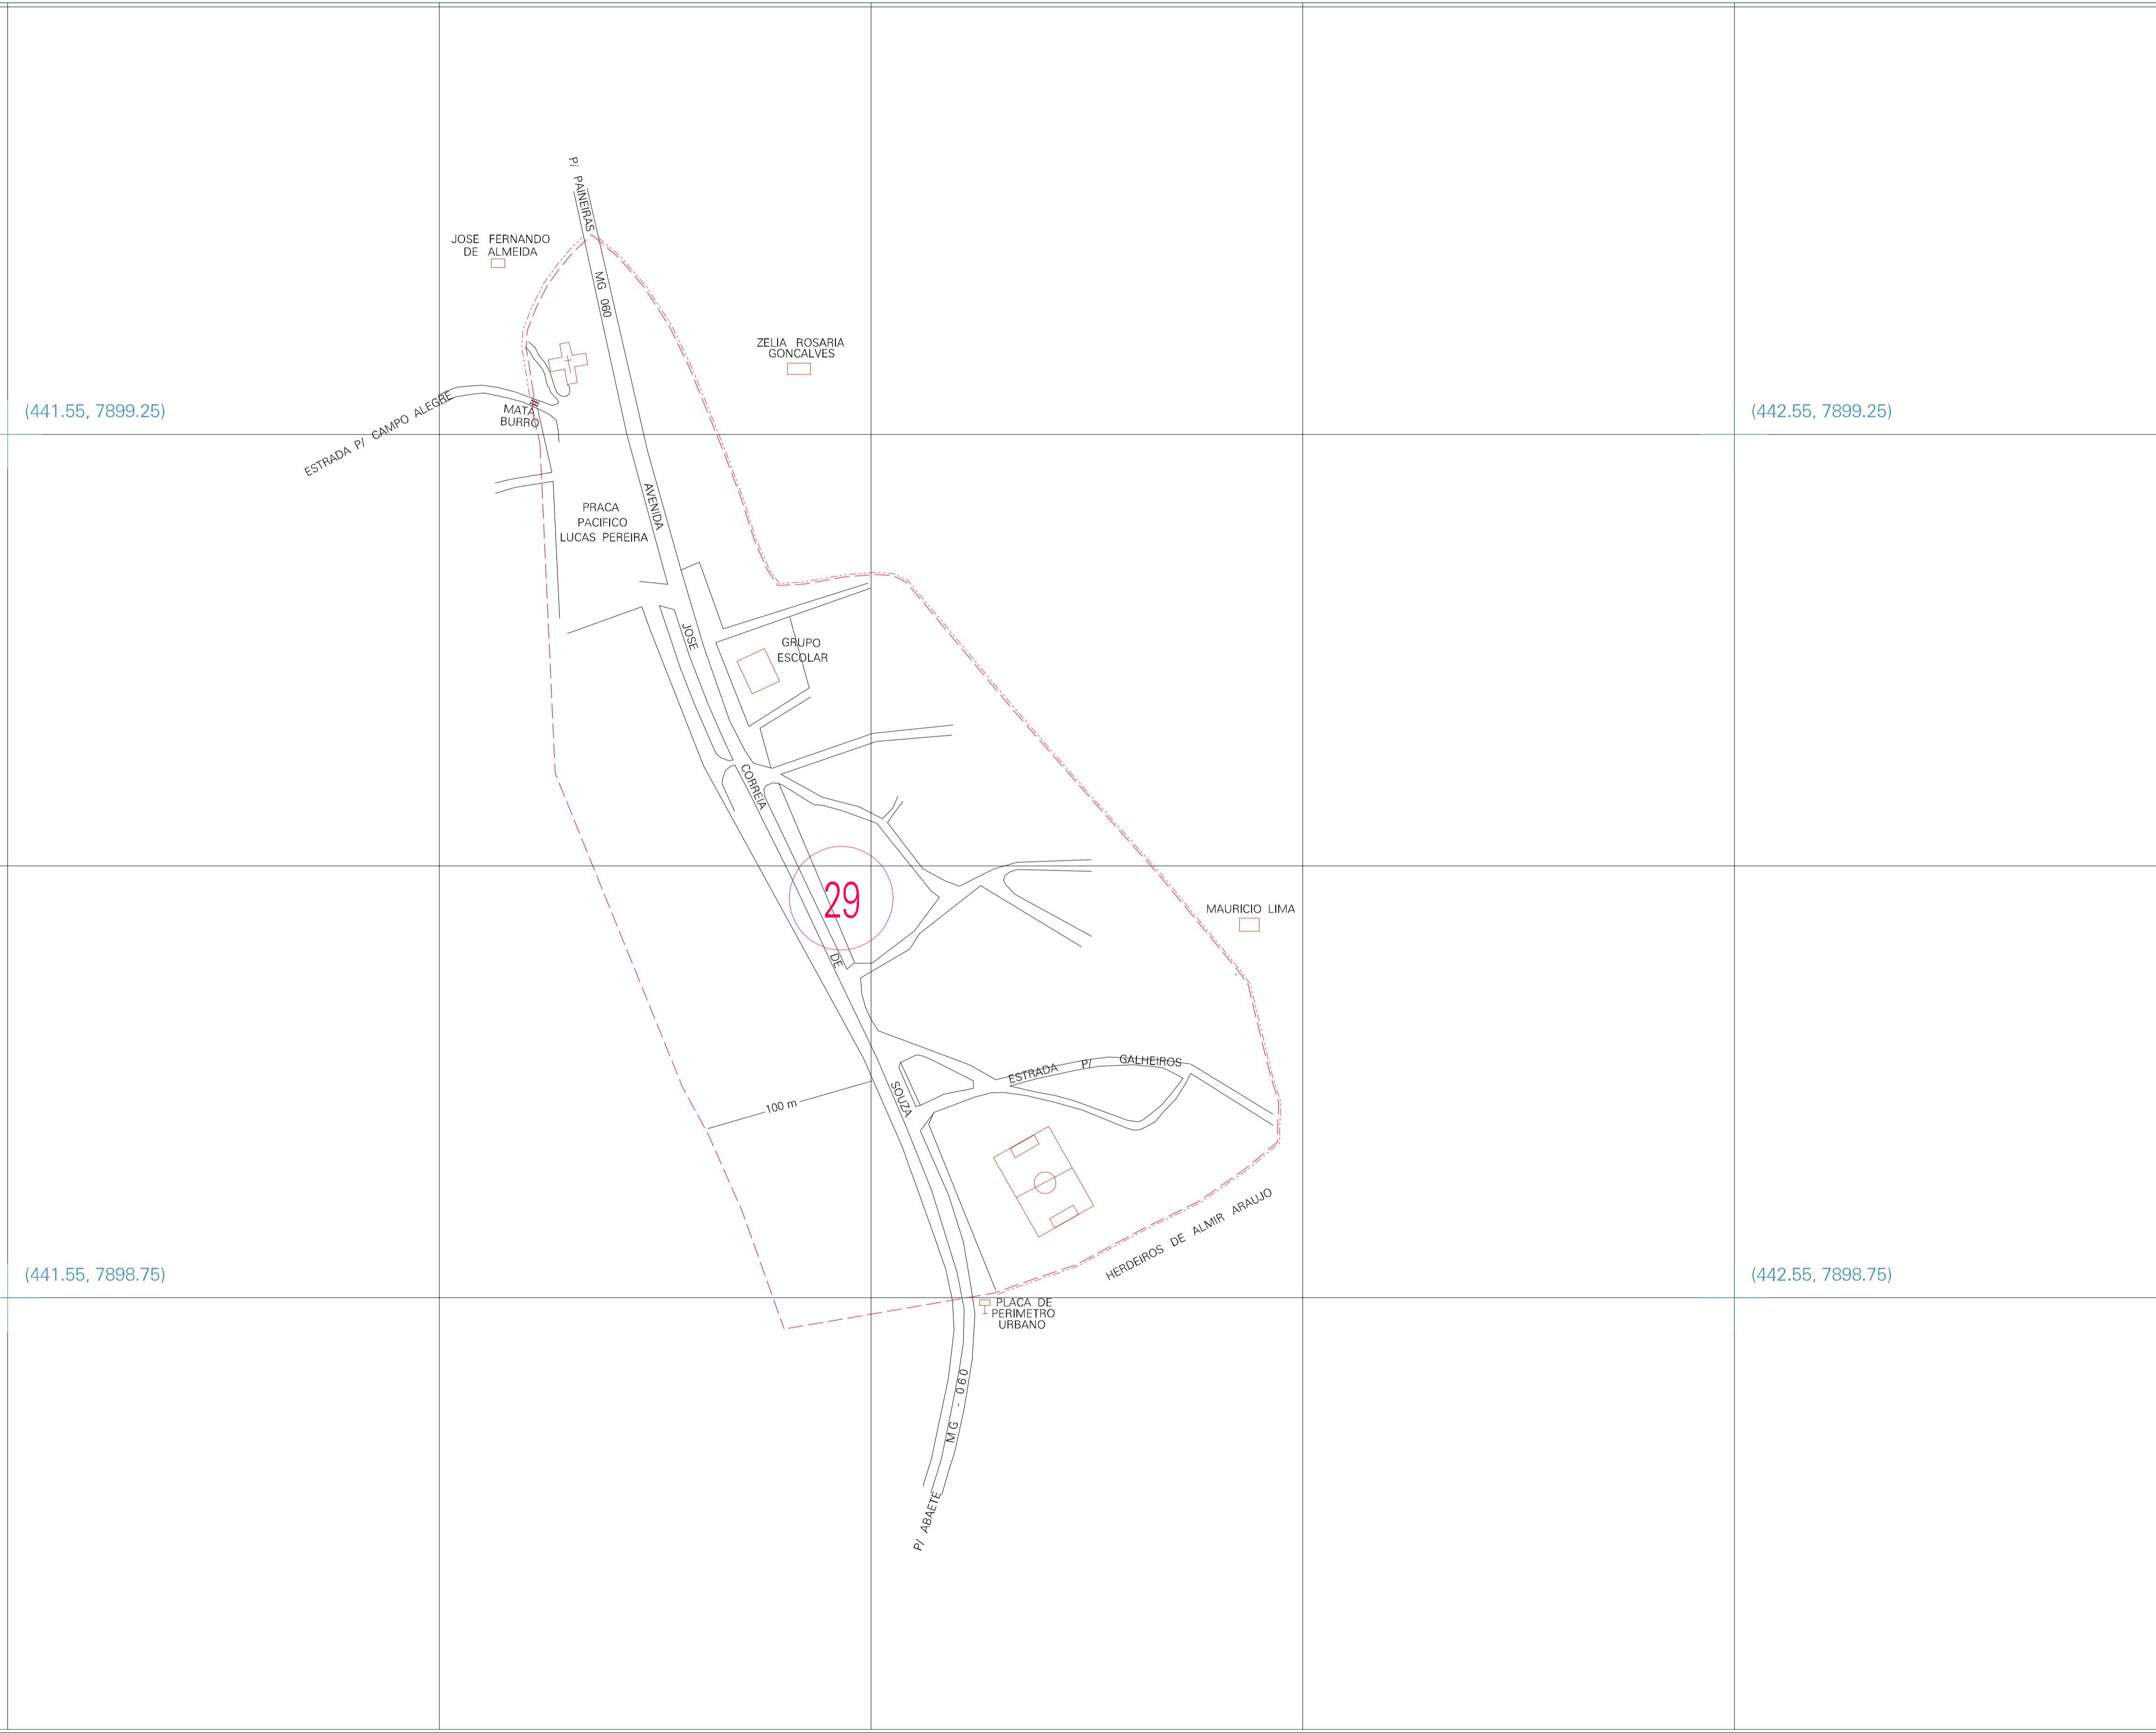 P/ PAINEIRAS
JOSE FERNANDO
DE ALMEIDA
MG 060
ZELIA ROSARIA
GONCALVES
(441.55, 7899.25)
ESTRADA P/ CAMPO ALEGRE
MATA
BURRO
(442.55, 7899.25)
PRACA
PACIFICO
LUCAS PEREIRA
AVENIDA
JOSE
GRUPO
ESCOLAR
CORREIA
29
MAURICIO LIMA
DE
SOUZA
ESTRADA P/ GALHEIROS
100 m
HERDEIROS DE ALMIR ARAUJO
(441.55, 7898.75)
(442.55, 7898.75)
PLACA DE
PERIMETRO
URBANO
MG - 060
P/ ABAETE